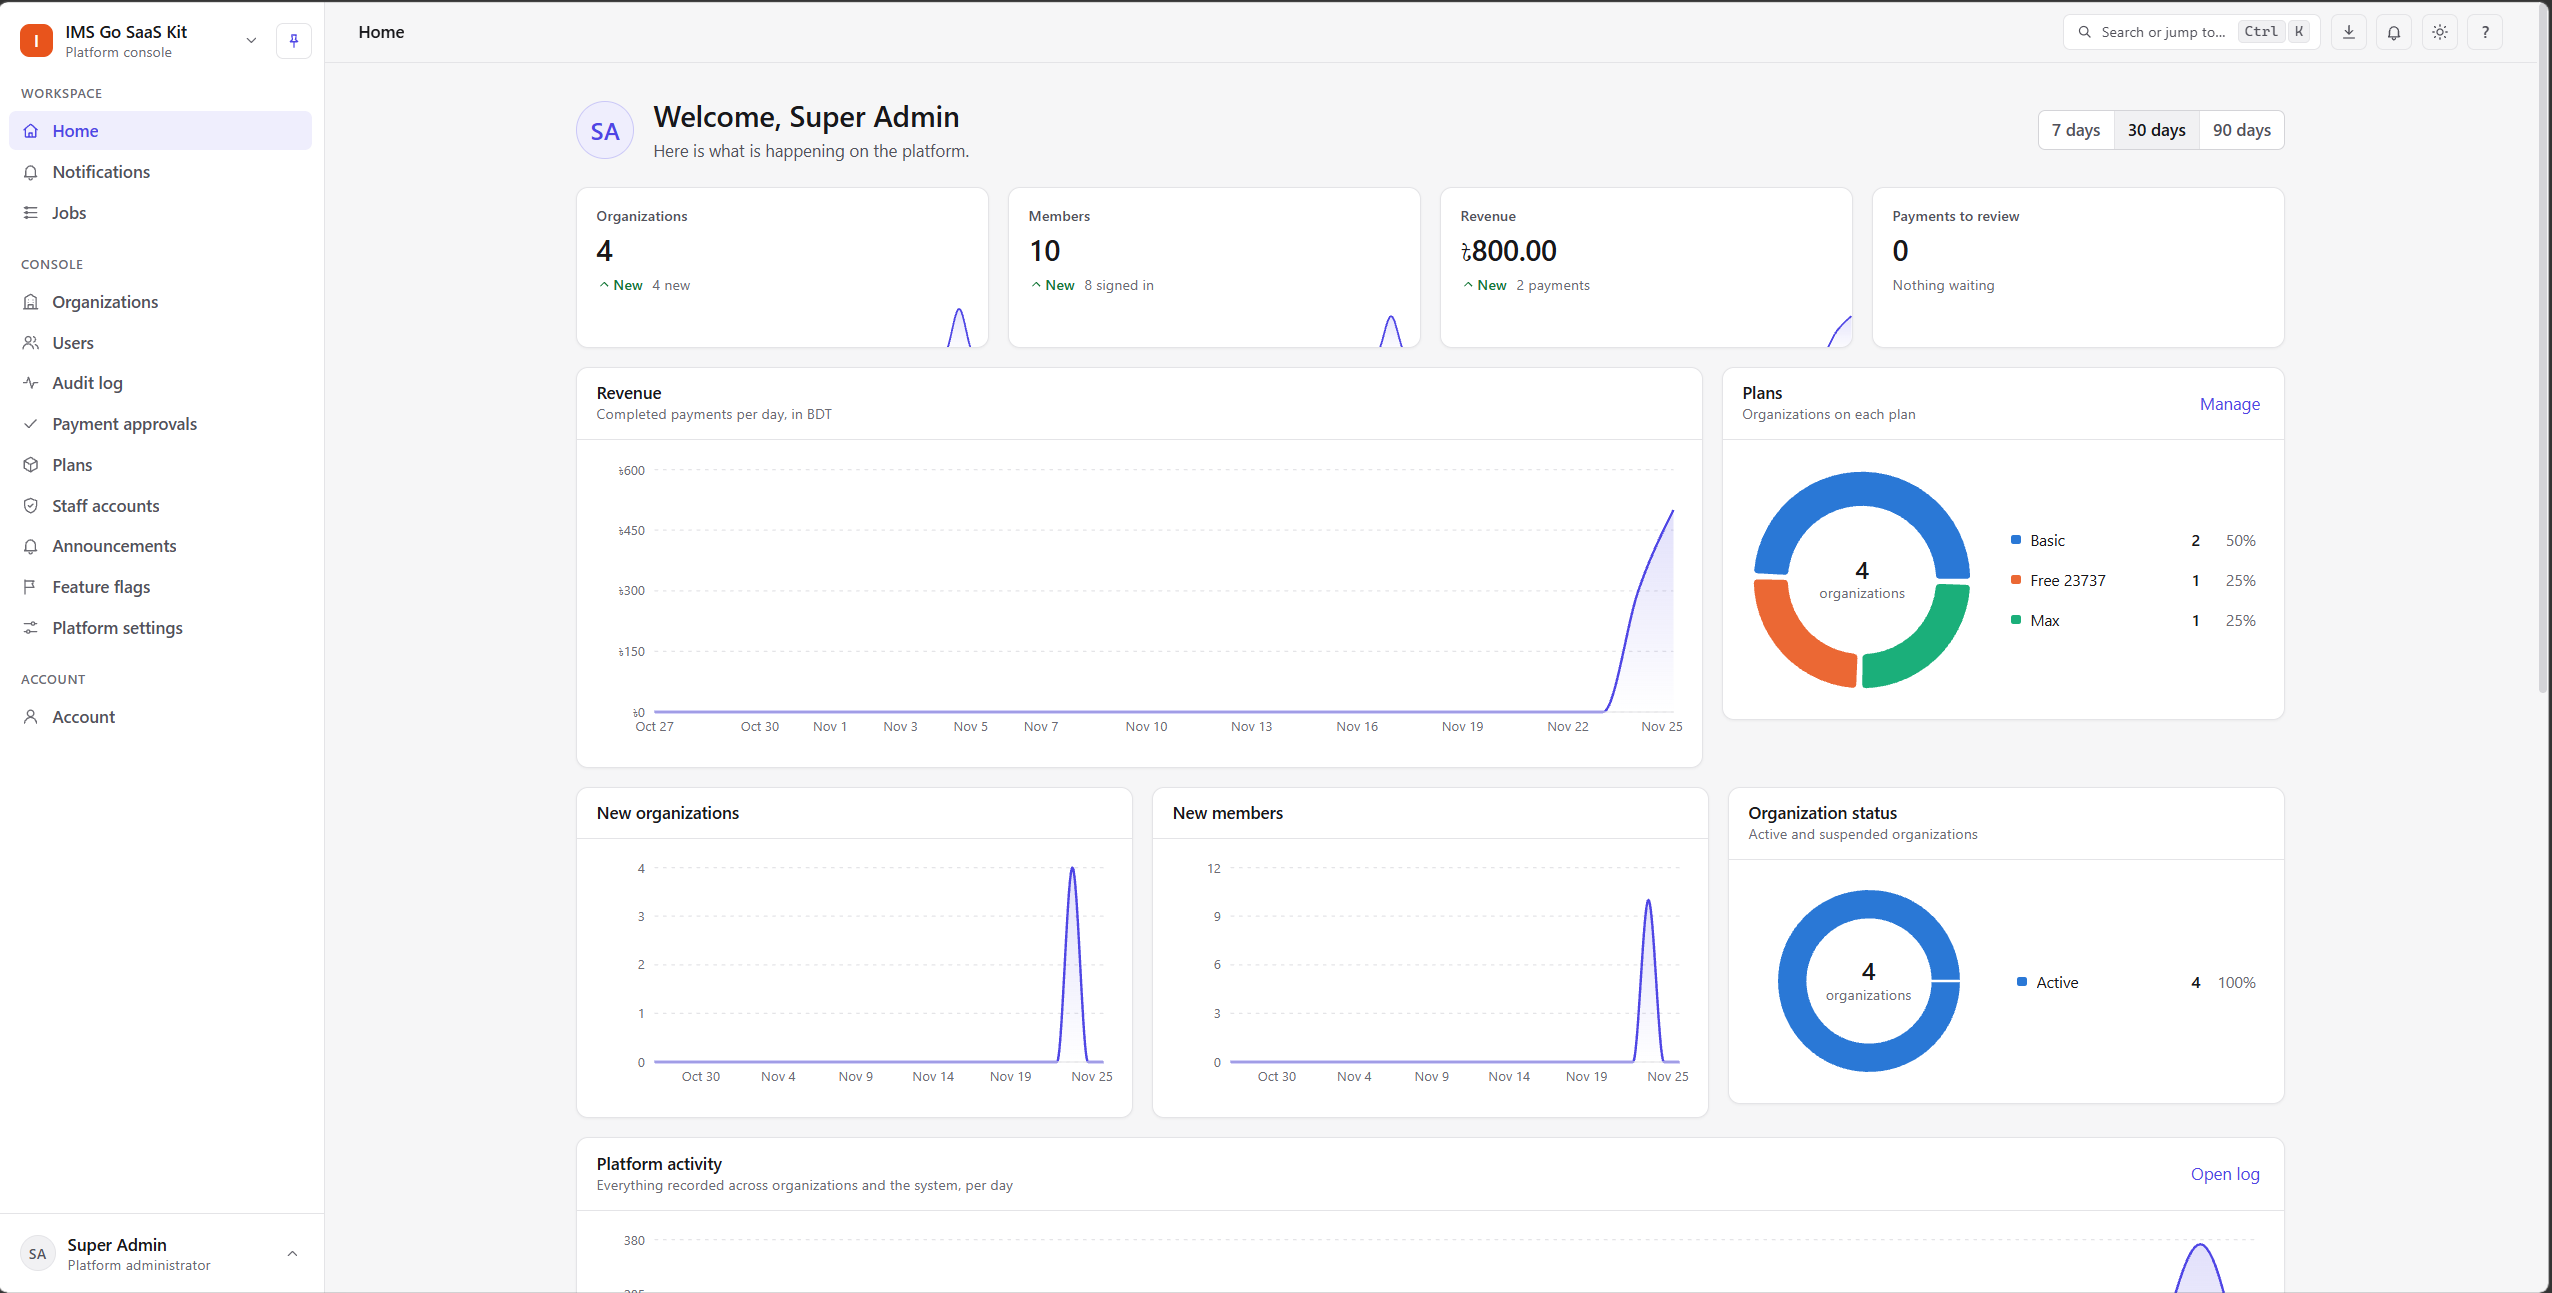 IMS Go SaaS Kit
Platform console
WORKSPACE
Home
Notifications
Jobs
CONSOLE
Organizations
Users
Audit log
Payment approvals
Plans
Staff accounts
Announcements
Feature flags
Platform settings
ACCOUNT
Account
SA
Super Admin
Platform administrator
Home
Search or jump to... Ctrl K
?
SA
Welcome, Super Admin
Here is what is happening on the platform.
7 days 30 days 90 days
Organizations
4
New 4 new
Members
10
New 8 signed in
Revenue
৳800.00
New 2 payments
Payments to review
0
Nothing waiting
Revenue
Completed payments per day, in BDT
৳600
৳450
৳300
৳150
৳0
Oct 27 Oct 30 Nov 1 Nov 3 Nov 5 Nov 7 Nov 10 Nov 13 Nov 16 Nov 19 Nov 22 Nov 25
Plans
Organizations on each plan
Manage
4
organizations
Basic 2 50%
Free 23737 1 25%
Max 1 25%
New organizations
4
3
2
1
0
Oct 30 Nov 4 Nov 9 Nov 14 Nov 19 Nov 25
New members
12
9
6
3
0
Oct 30 Nov 4 Nov 9 Nov 14 Nov 19 Nov 25
Organization status
Active and suspended organizations
4
organizations
Active 4 100%
Platform activity
Everything recorded across organizations and the system, per day
Open log
380